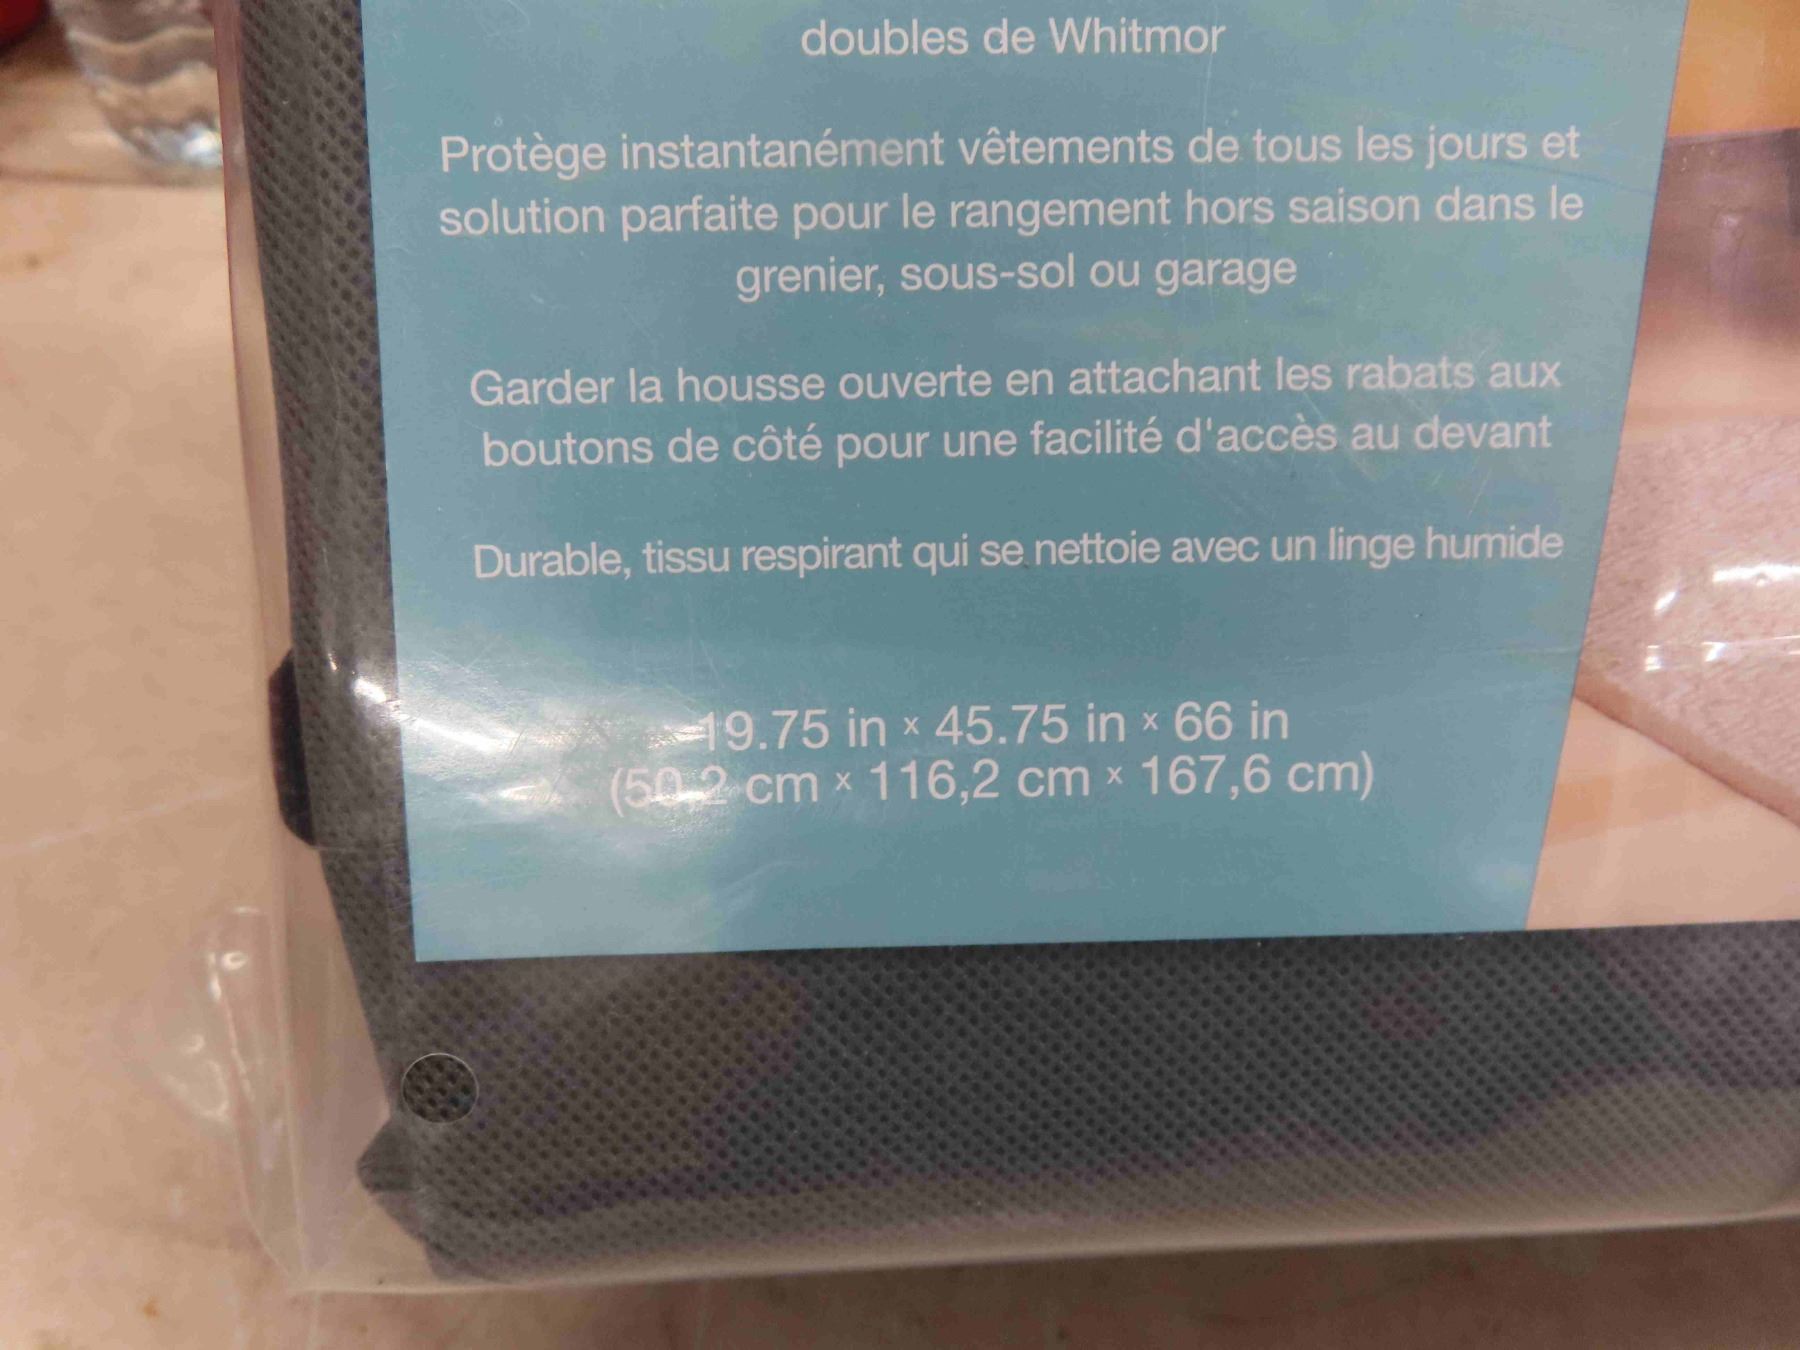 doubles de Whitmor
Protège instantanément vêtements de tous les jours et
solution parfaite pour le rangement hors saison dans le
grenier, sous-sol ou garage
Garder la housse ouverte en attachant les rabats aux
boutons de côté pour une facilité d'accès au devant
Durable, tissu respirant qui se nettoie avec un linge humide
19.75 in × 45.75 in × 66 in
(50,2 cm × 116,2 cm × 167,6 cm)